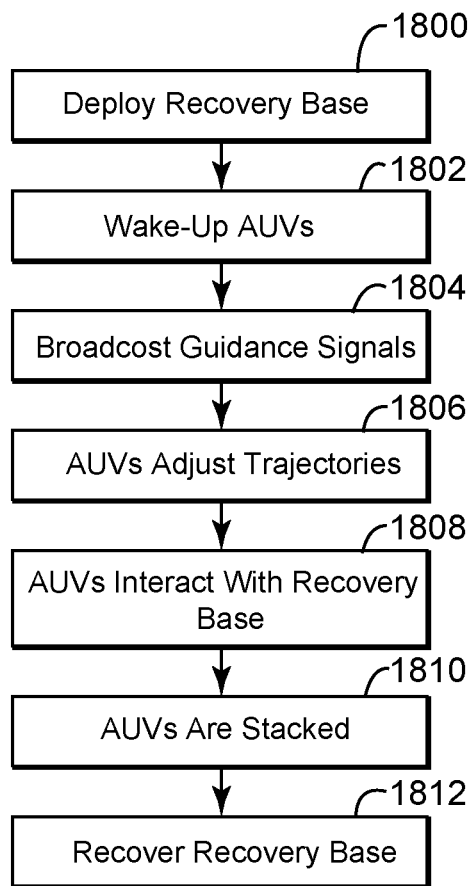 1800
Deploy Recovery Base
1802
Wake-Up AUVs
1804
Broadcost Guidance Signals
1806
AUVs Adjust Trajectories
1808
AUVs Interact With Recovery
Base
1810
AUVs Are Stacked
1812
Recover Recovery Base